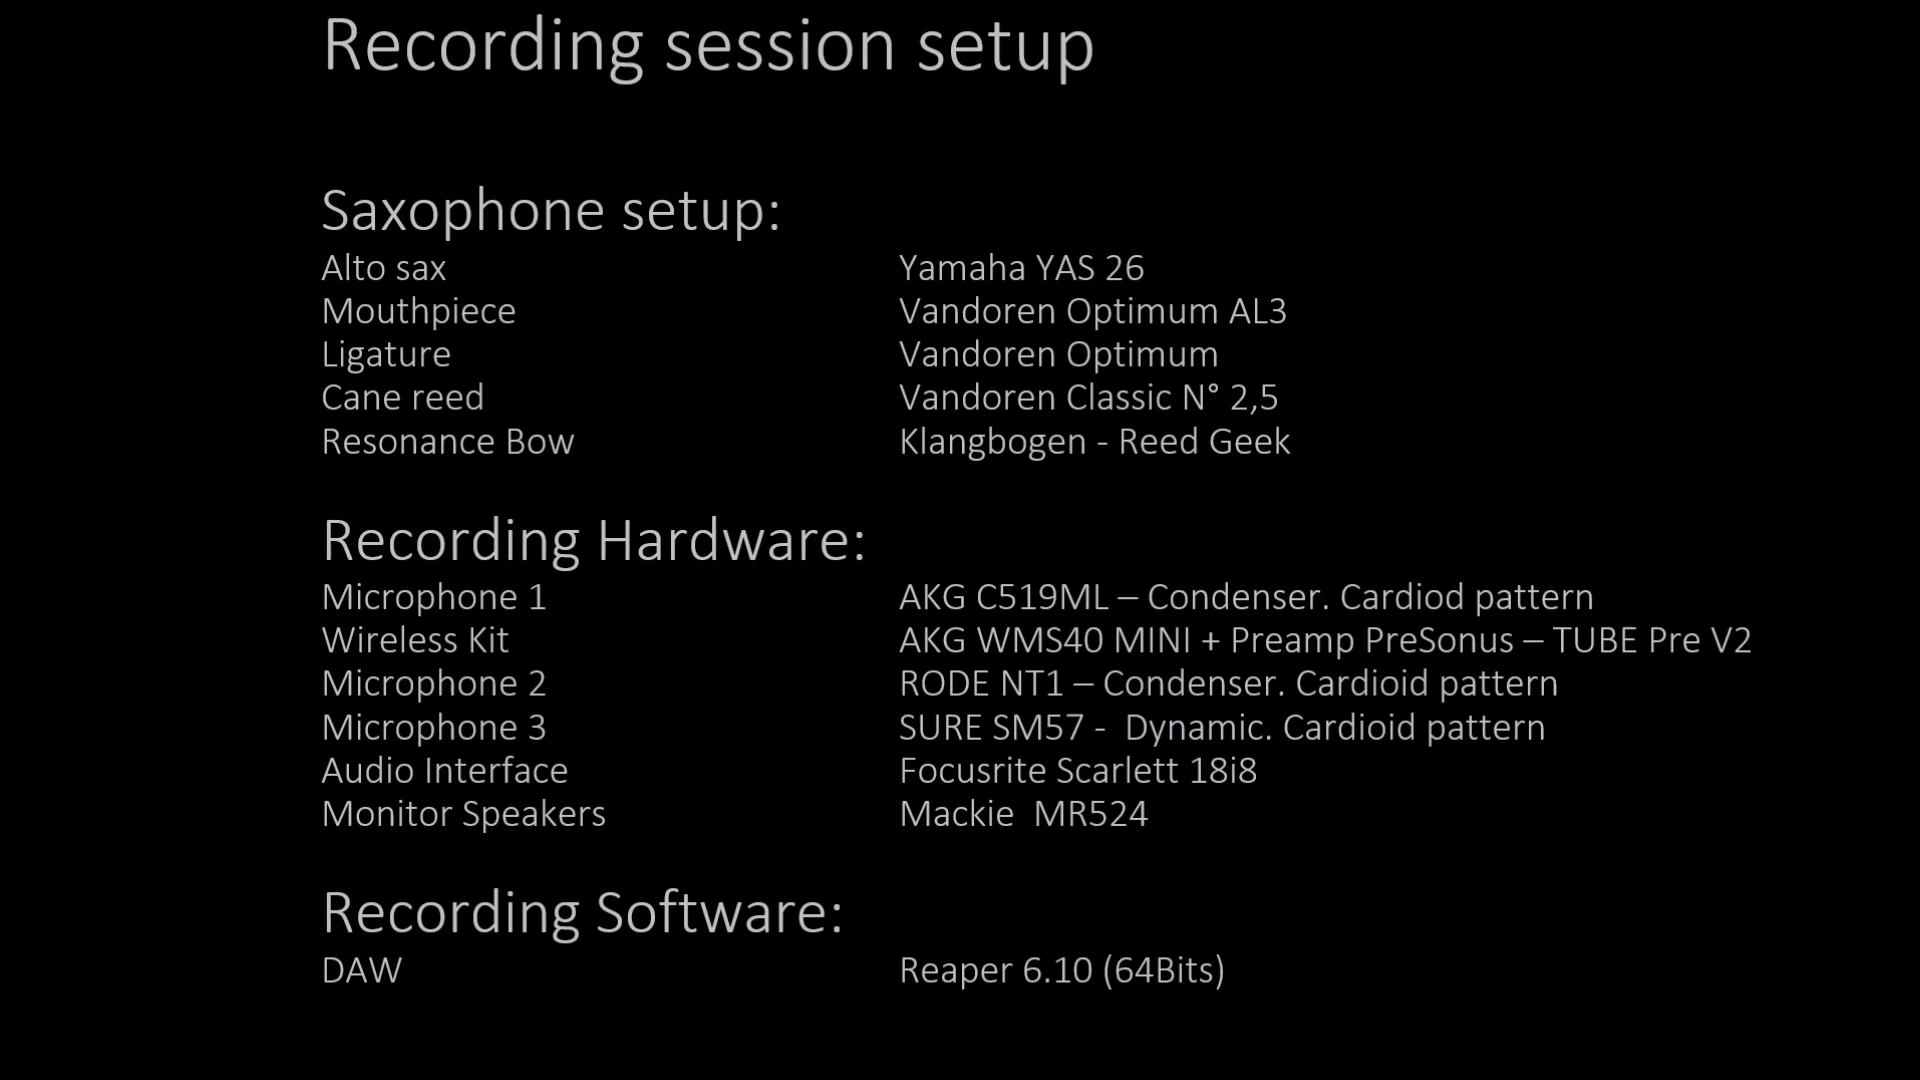 Recording session setup
Saxophone setup:
Alto sax Yamaha YAS 26
Mouthpiece Vandoren Optimum AL3
Ligature Vandoren Optimum
Cane reed Vandoren Classic N° 2,5
Resonance Bow Klangbogen - Reed Geek
Recording Hardware:
Microphone 1 AKG C519ML – Condenser. Cardiod pattern
Wireless Kit AKG WMS40 MINI + Preamp PreSonus – TUBE Pre V2
Microphone 2 RODE NT1 – Condenser. Cardioid pattern
Microphone 3 SURE SM57 - Dynamic. Cardioid pattern
Audio Interface Focusrite Scarlett 18i8
Monitor Speakers Mackie MR524
Recording Software:
DAW Reaper 6.10 (64Bits)